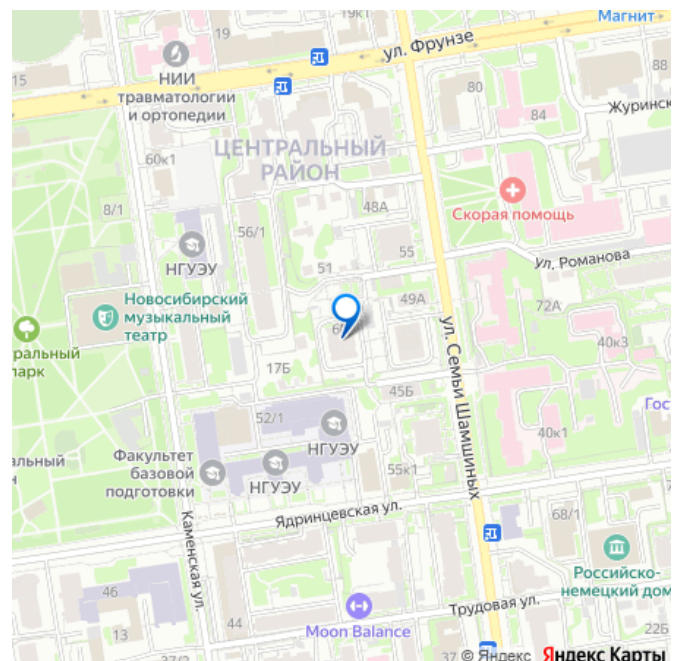 19к1
Магнит
ул. Фрунзе
15
НИИ
травматологии
и ортопедии
80
88
84
Журинск
60к1
ЦЕНТРАЛЬНЫЙ
РАЙОН
8/1
48А
Скорая помощь
56/1
НГУЭУ
55
51
ул. Романова
Новосибирский
музыкальный
театр
49А
72А
ральный
парк
ул. Семьи Шамшиных
40к3
17Б
45Б
Гос
52/1
НГУЭУ
40к1
альный
Факультет
базовой
подготовки
НГУЭУ
55к1
Ядринцевская ул.
Каменская ул.
68/1
Российско-
немецкий дом
46
44
Трудовая ул.
13
Moon Balance
22Б
37/2
37
© Яндекс Яндекс Карты